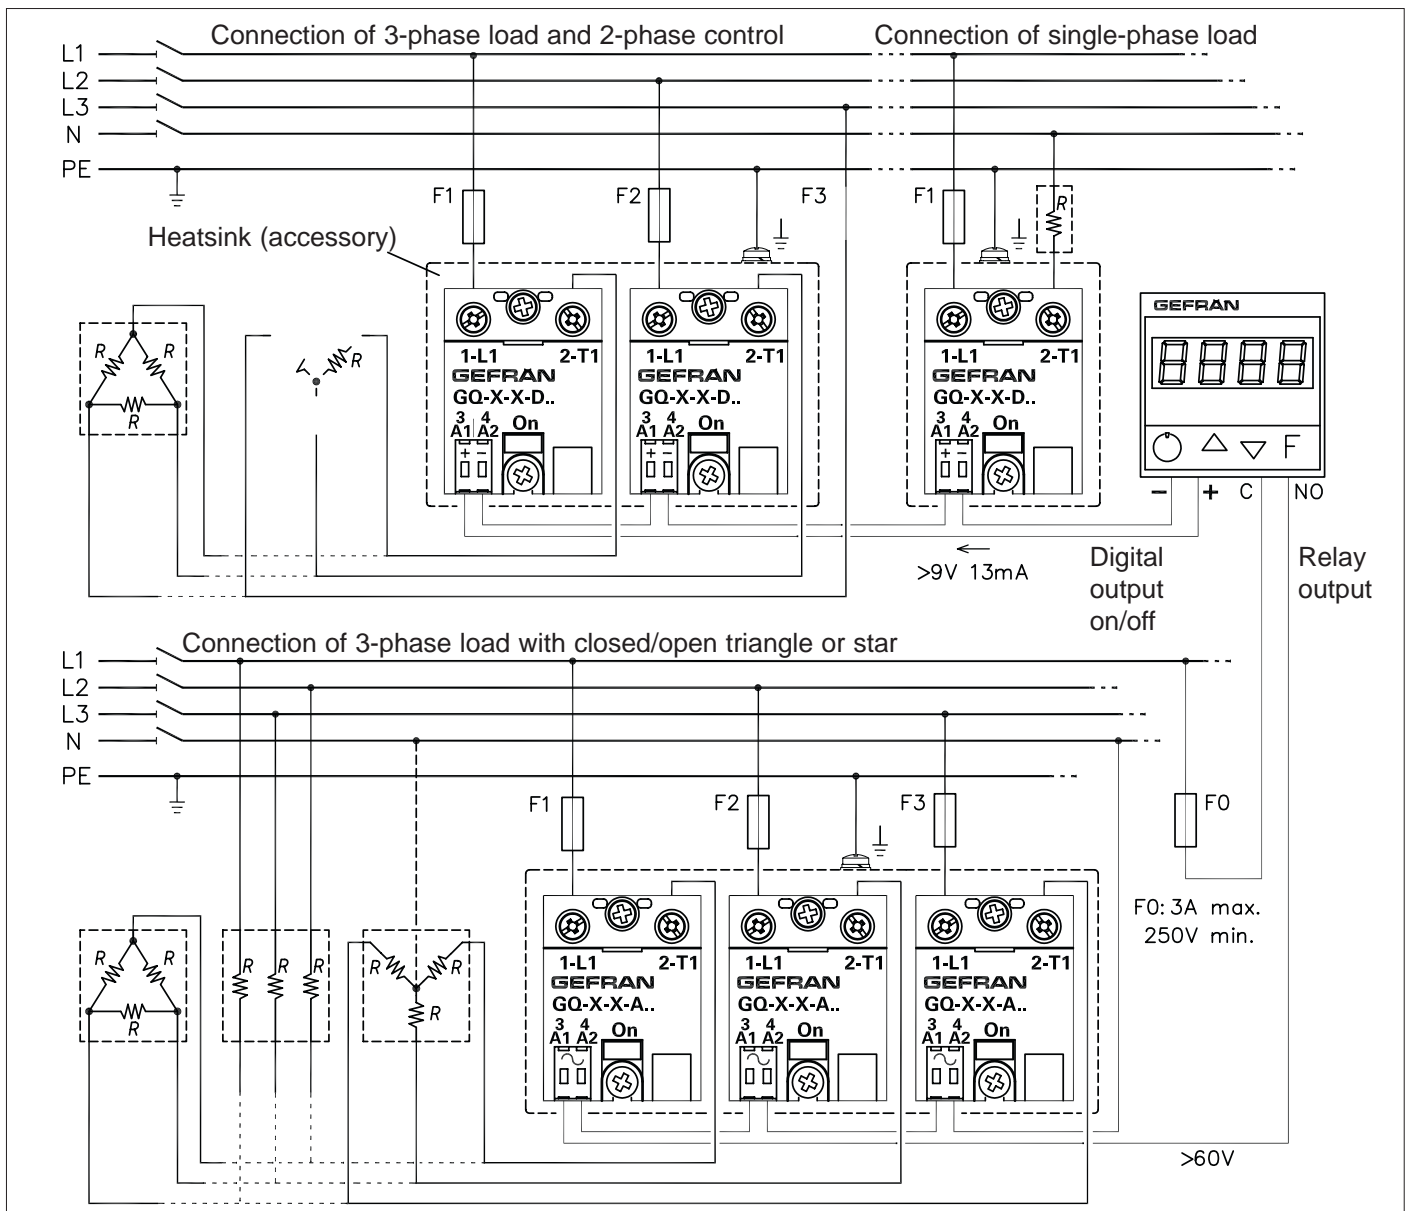 Connection of 3-phase load and 2-phase control
Connection of single-phase load
L1
L2
L3
N
PE
F1
F2
F3
F1
R
Heatsink (accessory)
1-L1 2-T1
GEFRAN
GQ-X-X-D..
3 4
A1 A2 On
+ −
1-L1 2-T1
GEFRAN
GQ-X-X-D..
3 4
A1 A2 On
+ −
1-L1 2-T1
GEFRAN
GQ-X-X-D..
3 4
A1 A2 On
+ −
GEFRAN
8888
F
− + C NO
R R
R
R
>9V 13mA
Digital
output
on/off
Relay
output
Connection of 3-phase load with closed/open triangle or star
L1
L2
L3
N
PE
F1
F2
F3
F0
F0: 3A max.
250V min.
R R
R
R R R
R R
R
1-L1 2-T1
GEFRAN
GQ-X-X-A..
3 4
A1 A2 On
1-L1 2-T1
GEFRAN
GQ-X-X-A..
3 4
A1 A2 On
1-L1 2-T1
GEFRAN
GQ-X-X-A..
3 4
A1 A2 On
>60V